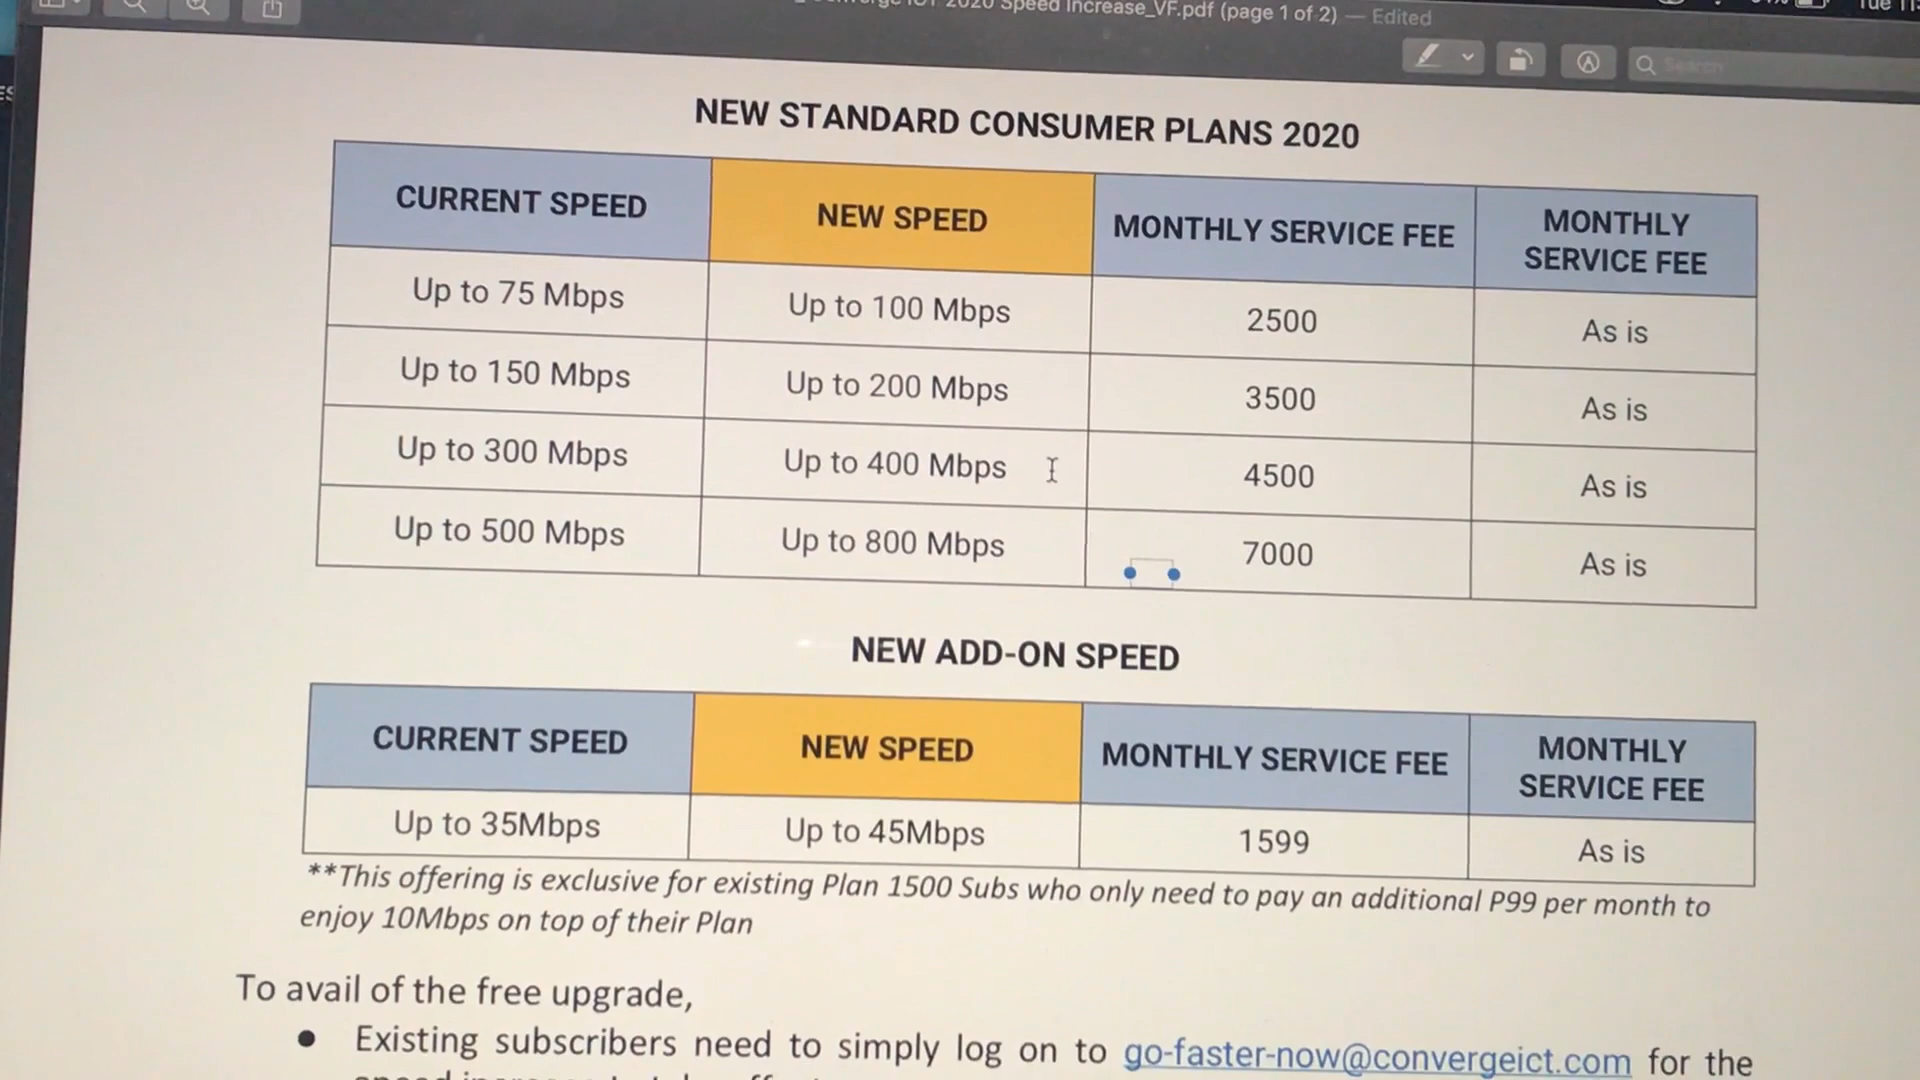 2020 Speed Increase_VF.pdf (page 1 of 2) — Edited
Search
NEW STANDARD CONSUMER PLANS 2020
CURRENT SPEED NEW SPEED MONTHLY SERVICE FEE MONTHLY SERVICE FEE
Up to 75 Mbps Up to 100 Mbps 2500 As is
Up to 150 Mbps Up to 200 Mbps 3500 As is
Up to 300 Mbps Up to 400 Mbps 4500 As is
Up to 500 Mbps Up to 800 Mbps 7000 As is
NEW ADD-ON SPEED
CURRENT SPEED NEW SPEED MONTHLY SERVICE FEE MONTHLY SERVICE FEE
Up to 35Mbps Up to 45Mbps 1599 As is
**This offering is exclusive for existing Plan 1500 Subs who only need to pay an additional P99 per month to
enjoy 10Mbps on top of their Plan
To avail of the free upgrade,
● Existing subscribers need to simply log on to go-faster-now@convergeict.com for the